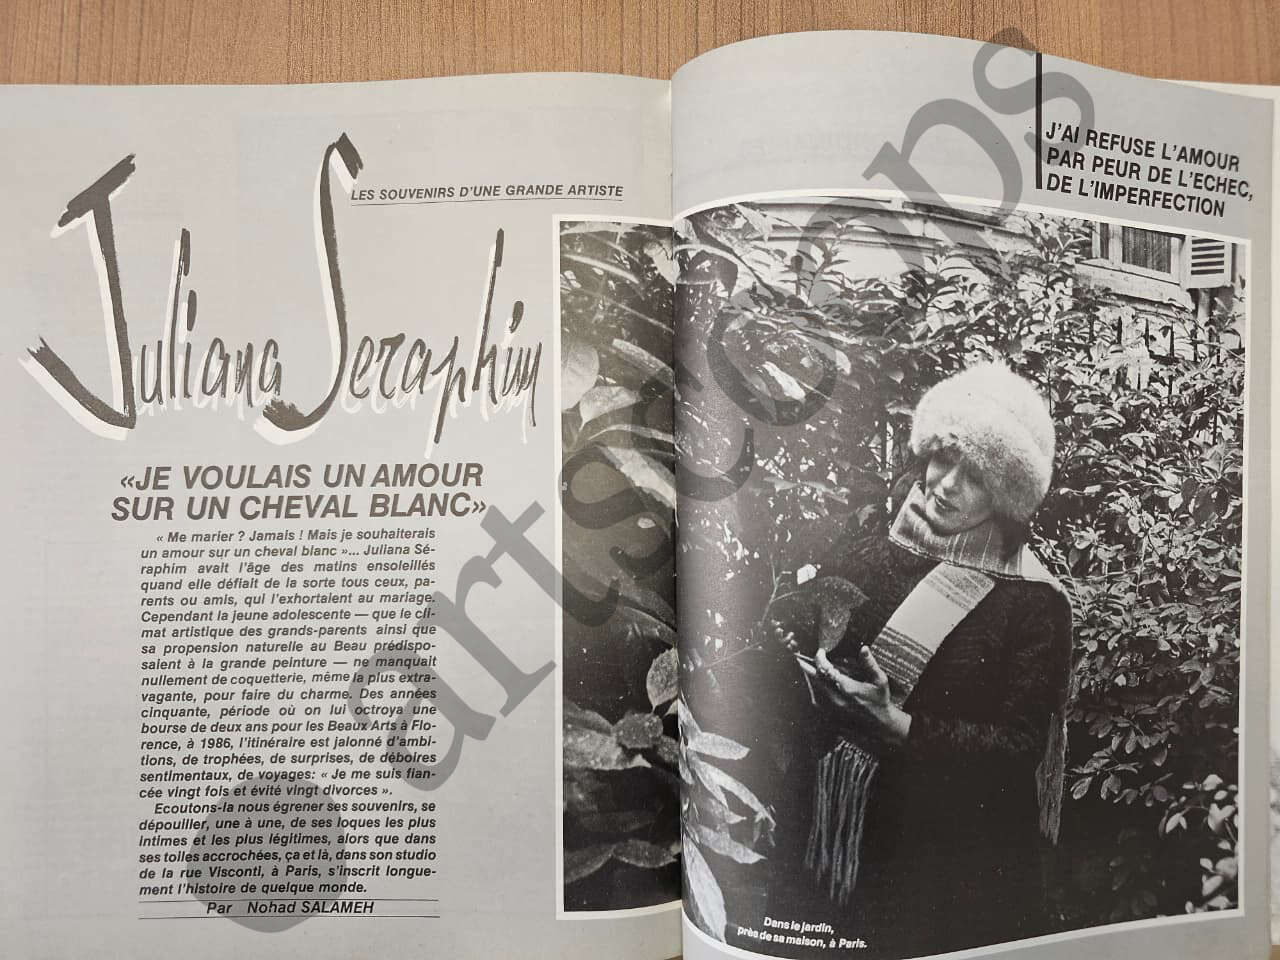 LES SOUVENIRS D'UNE GRANDE ARTISTE
Juliana Seraphim
«JE VOULAIS UN AMOUR
SUR UN CHEVAL BLANC»
« Me marier ? Jamais ! Mais je souhaiterais
un amour sur un cheval blanc »... Juliana Sé-
raphim avait l'âge des matins ensoleillés
quand elle défiait de la sorte tous ceux, pa-
rents ou amis, qui l'exhortaient au mariage.
Cependant la jeune adolescente — que le cli-
mat artistique des grands-parents ainsi que
sa propension naturelle au Beau prédispo-
saient à la grande peinture — ne manquait
nullement de coquetterie, même la plus extra-
vagante, pour faire du charme. Des années
cinquante, période où on lui octroya une
bourse de deux ans pour les Beaux Arts à Flo-
rence, à 1986, l'itinéraire est jalonné d'ambi-
tions, de trophées, de surprises, de déboires
sentimentaux, de voyages: « Je me suis fian-
cée vingt fois et évité vingt divorces ».
Ecoutons-la nous égrener ses souvenirs, se
dépouiller, une à une, de ses loques les plus
intimes et les plus légitimes, alors que dans
ses toiles accrochées, ça et là, dans son studio
de la rue Visconti, à Paris, s'inscrit longue-
ment l'histoire de quelque monde.
Par Nohad SALAMEH
J'AI REFUSE L'AMOUR
PAR PEUR DE L'ECHEC,
DE L'IMPERFECTION
Dans le jardin,
près de sa maison, à Paris.
artscoops